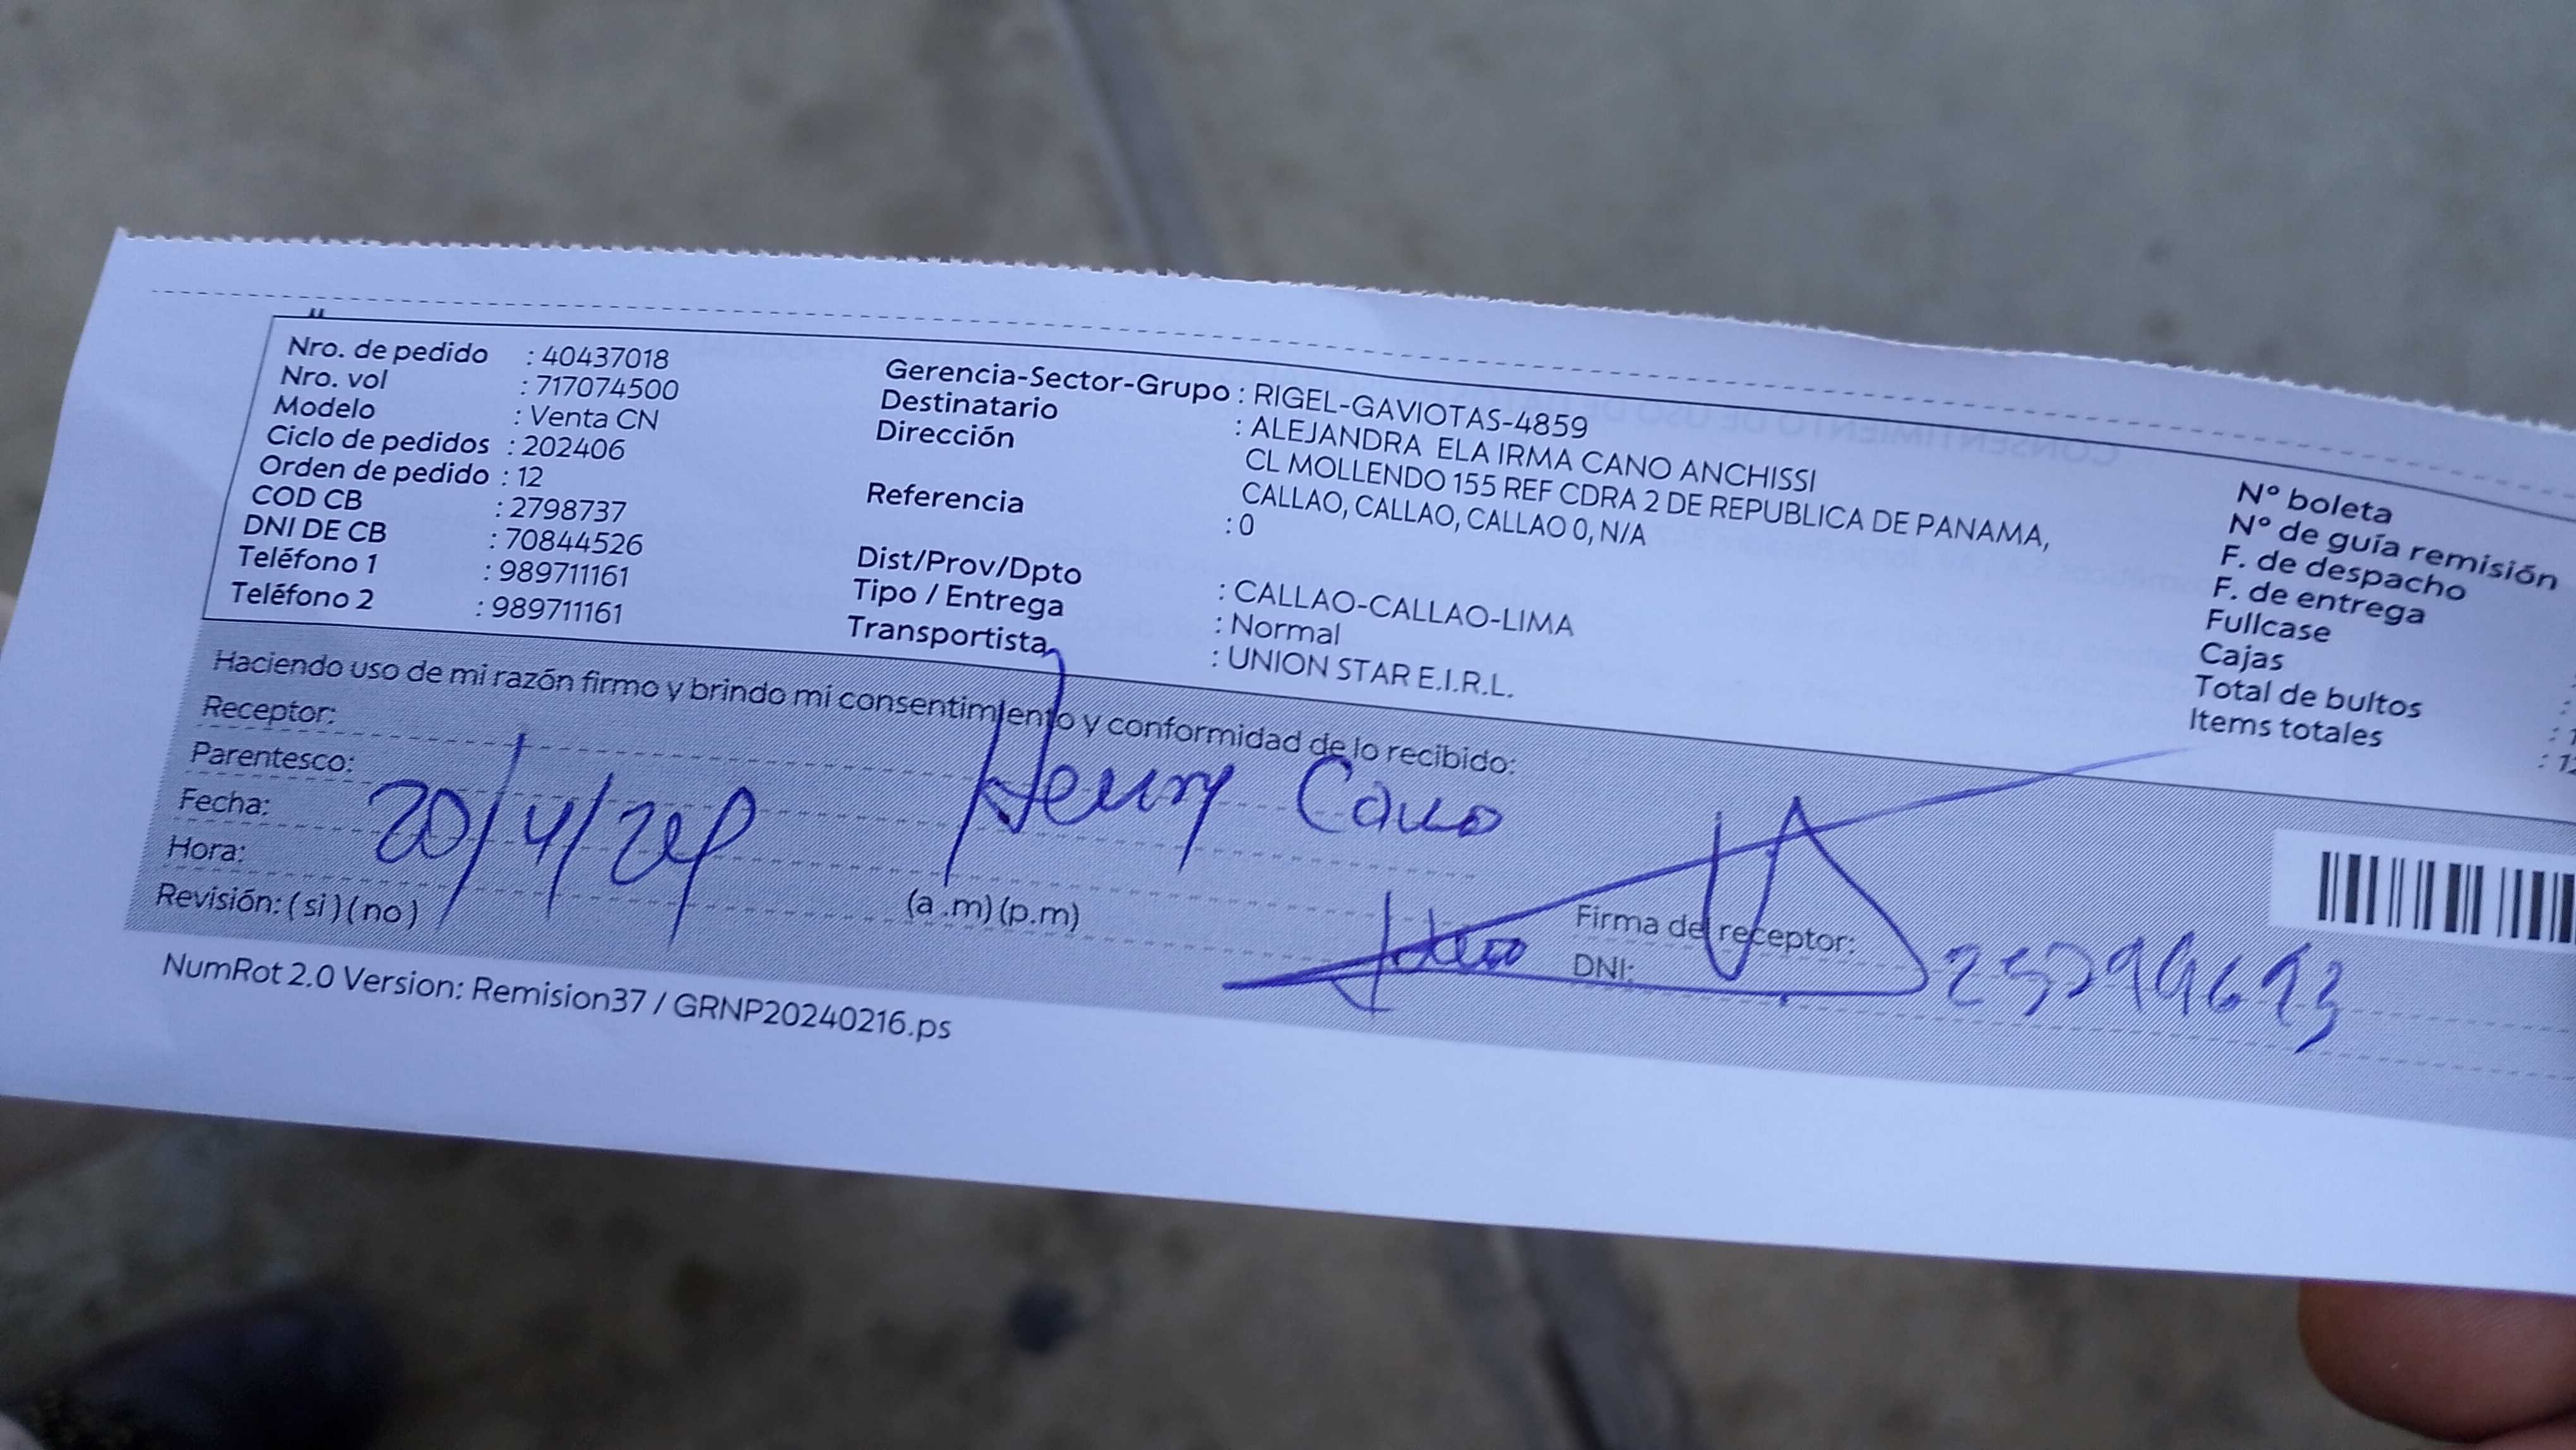 Nro. de pedido : 40437018
Nro. vol : 717074500
Modelo : Venta CN
Ciclo de pedidos : 202406
Orden de pedido : 12
COD CB : 2798737
DNI DE CB : 70844526
Teléfono 1 : 989711161
Teléfono 2 : 989711161
Gerencia-Sector-Grupo : RIGEL-GAVIOTAS-4859
Destinatario : ALEJANDRA ELA IRMA CANO ANCHISSI
Dirección CL MOLLENDO 155 REF CDRA 2 DE REPUBLICA DE PANAMA,
CALLAO, CALLAO, CALLAO 0, N/A
Referencia : 0
Dist/Prov/Dpto : CALLAO-CALLAO-LIMA
Tipo / Entrega : Normal
Transportista : UNION STAR E.I.R.L.
N° boleta
N° de guía remisión
F. de despacho
F. de entrega
Fullcase
Cajas
Total de bultos
Items totales
Haciendo uso de mi razón firmo y brindo mi consentimiento y conformidad de lo recibido:
Receptor: Henry Cano
Parentesco:
Fecha: 20/4/24
Hora: (a .m) (p.m)
Revisión: ( si ) ( no )
Firma del receptor:
DNI:
NumRot 2.0 Version: Remision37 / GRNP20240216.ps